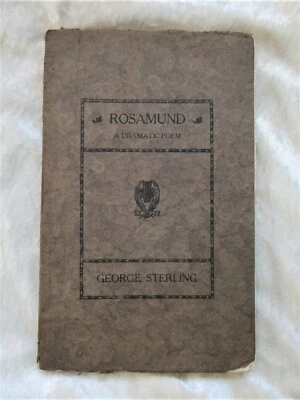 ROSAMUND
A DRAMATIC POEM
GEORGE STERLING